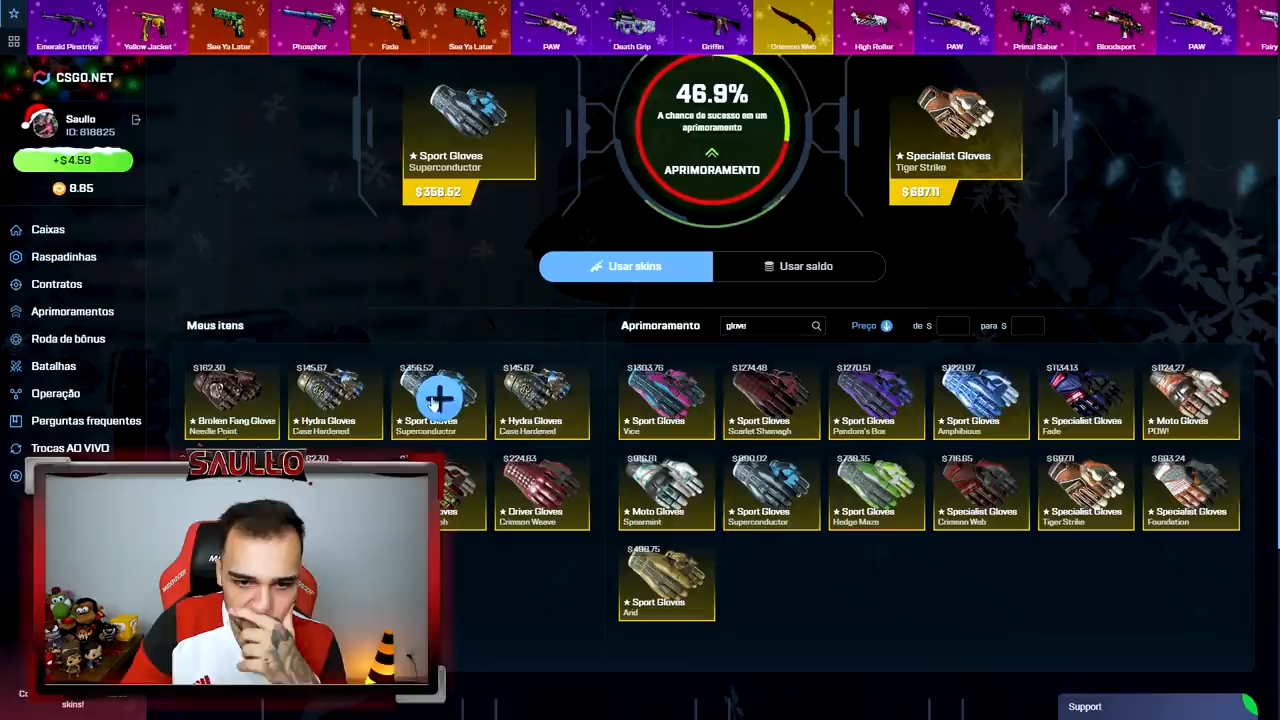 Emerald Pinstripe
Yellow Jacket
See Ya Later
Phosphor
Fade
See Ya Later
PAW
Death Grip
Griffin
Crimson Web
High Roller
PAW
Primal Saber
Bloodsport
PAW
Fairy
CSGO.NET
Saullo
ID: 818825
+$4.59
8.85
Caixas
Raspadinhas
Contratos
Aprimoramentos
Roda de bônus
Batalhas
Operação
Perguntas frequentes
Trocas AO VIVO
★ Sport Gloves
Superconductor
$356.52
46.9%
A chance de sucesso em um
aprimoramento
APRIMORAMENTO
★ Specialist Gloves
Tiger Strike
$697.11
Usar skins
Usar saldo
Meus itens
$162.30
★ Broken Fang Gloves
Needle Point
$145.67
★ Hydra Gloves
Case Hardened
$356.52
★ Sport Gloves
Superconductor
$145.67
★ Hydra Gloves
Case Hardened
$224.83
★ Driver Gloves
Crimson Weave
Aprimoramento
glove
Preço
de $
para $
$1303.76
★ Sport Gloves
Vice
$1274.48
★ Sport Gloves
Scarlet Shamagh
$1270.51
★ Sport Gloves
Pandora's Box
$1221.97
★ Sport Gloves
Amphibious
$1134.13
★ Specialist Gloves
Fade
$1124.27
★ Moto Gloves
POW!
★ Moto Gloves
Spearmint
★ Sport Gloves
Superconductor
$738.35
★ Sport Gloves
Hedge Maze
$716.65
★ Specialist Gloves
Crimson Web
$697.11
★ Specialist Gloves
Tiger Strike
$693.24
★ Specialist Gloves
Foundation
$498.75
★ Sport Gloves
Arid
SAULLO
skins!
Support